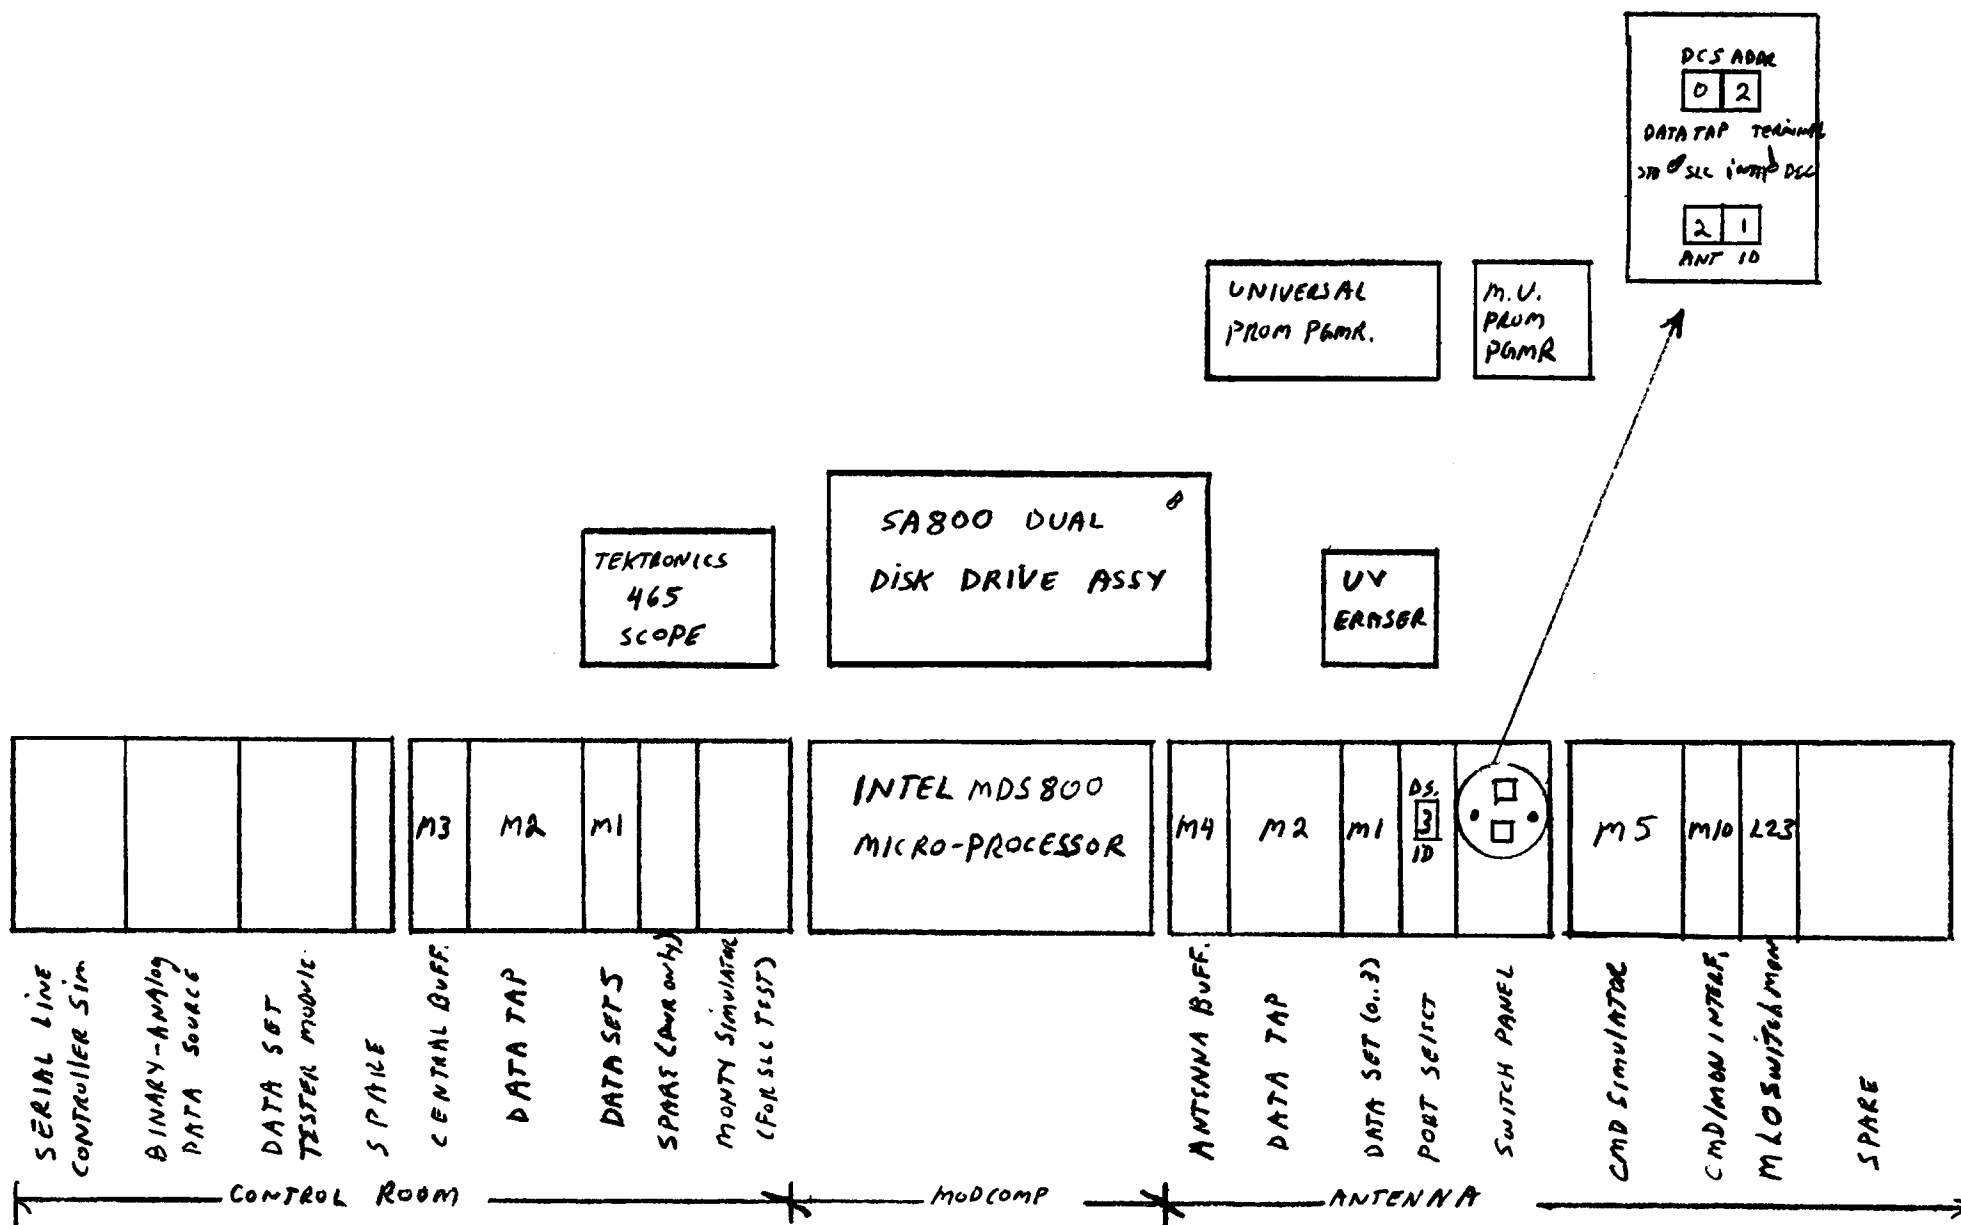 DCS ADDR
0 2
DATA TAP TERMINAL
STB SLC INTAP DSC
2 1
ANT ID
UNIVERSAL
PROM PGMR.
M.U.
PROM
PGMR
SA800 DUAL
DISK DRIVE ASSY
TEKTRONICS
465
SCOPE
UV
ERASER
M3
M2
M1
INTEL MDS800
MICRO-PROCESSOR
M4
M2
M1
DS.
3
ID
M5
M10
L23
SERIAL LINE
CONTROLLER SIM
BINARY-ANALOG
DATA SOURCE
DATA SET
TESTER MODULE
SPARE
CENTRAL BUFF.
DATA TAP
DATA SETS
SPARE (PWR ONLY)
MONTY SIMULATOR
(FOR SLC TEST)
ANTENNA BUFF.
DATA TAP
DATA SET (0..3)
PORT SELECT
SWITCH PANEL
CMD SIMULATOR
CMD/MON INTERF.
MLO SWITCH MON
SPARE
CONTROL ROOM
MODCOMP
ANTENNA